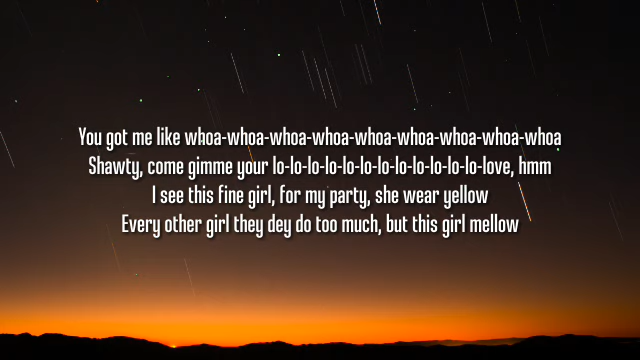 You got me like whoa-whoa-whoa-whoa-whoa-whoa-whoa-whoa-whoa
Shawty, come gimme your lo-lo-lo-lo-lo-lo-lo-lo-lo-lo-lo-lo-love, hmm
I see this fine girl, for my party, she wear yellow
Every other girl they dey do too much, but this girl mellow